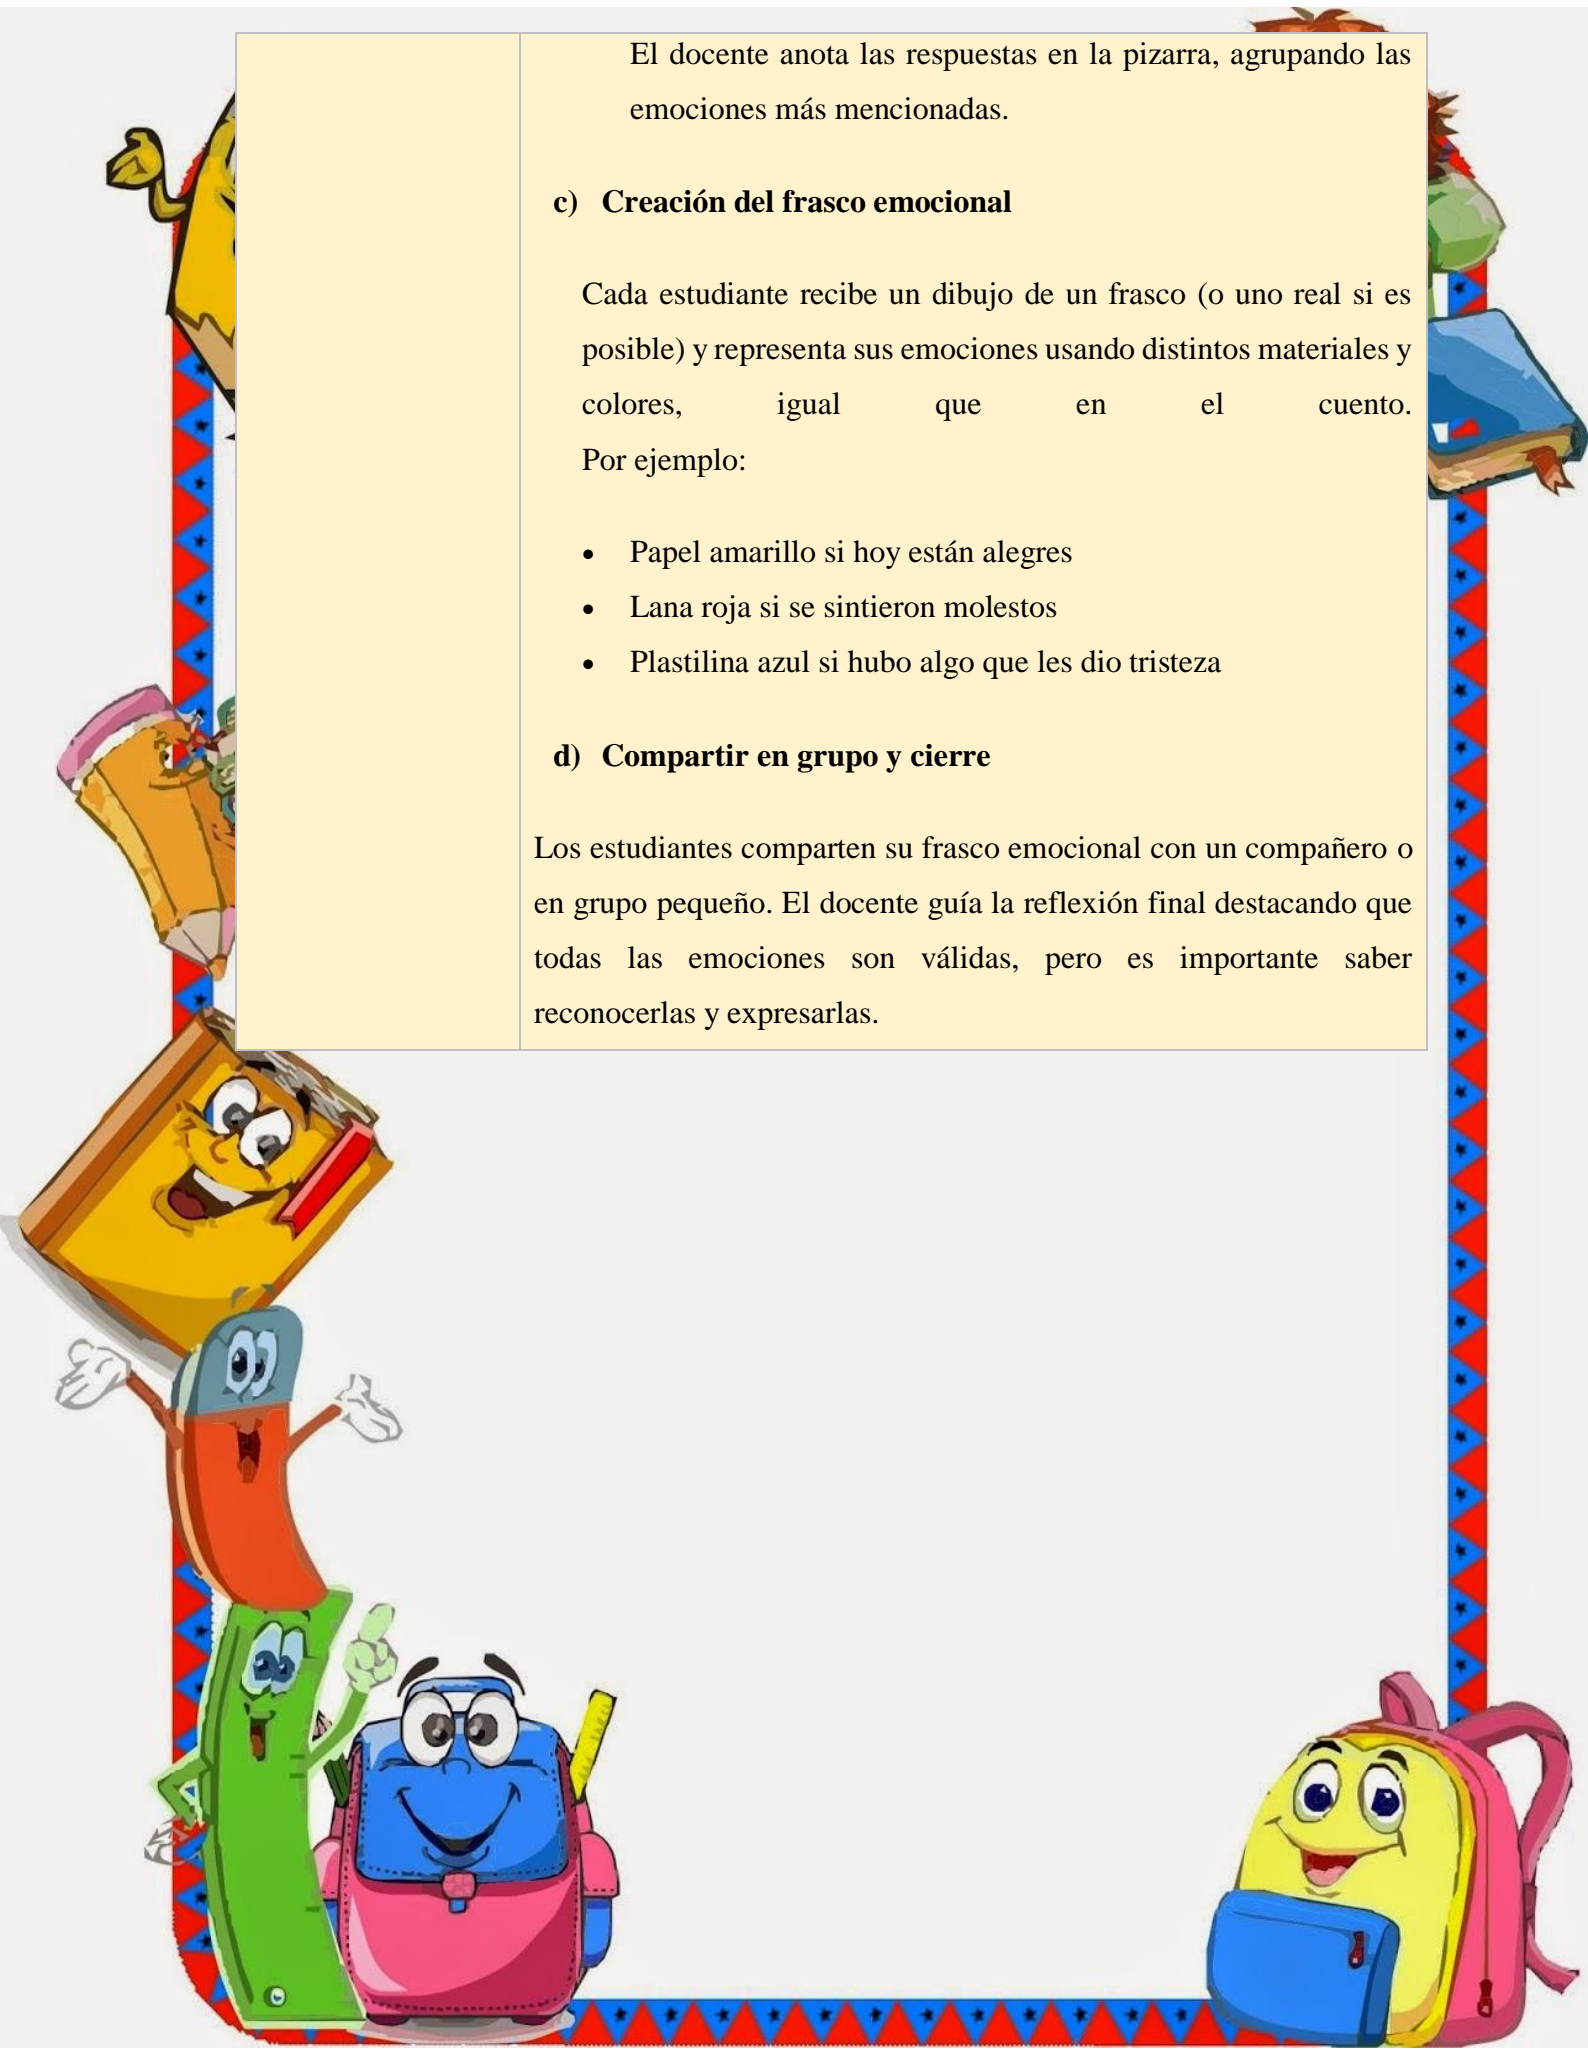 El docente anota las respuestas en la pizarra, agrupando las
emociones más mencionadas.
c) Creación del frasco emocional
Cada estudiante recibe un dibujo de un frasco (o uno real si es
posible) y representa sus emociones usando distintos materiales y
colores, igual que en el cuento.
Por ejemplo:
• Papel amarillo si hoy están alegres
• Lana roja si se sintieron molestos
• Plastilina azul si hubo algo que les dio tristeza
d) Compartir en grupo y cierre
Los estudiantes comparten su frasco emocional con un compañero o
en grupo pequeño. El docente guía la reflexión final destacando que
todas las emociones son válidas, pero es importante saber
reconocerlas y expresarlas.